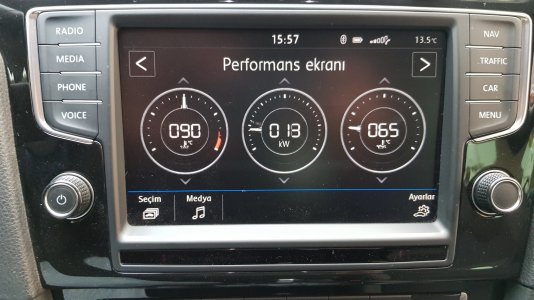 RADIO
MEDIA
PHONE
VOICE
15:57
13.5°C
Performans ekranı
<
>
090
°C
013
kW
065
°C
Seçim
Medya
Ayarlar
NAV
TRAFFIC
CAR
MENU